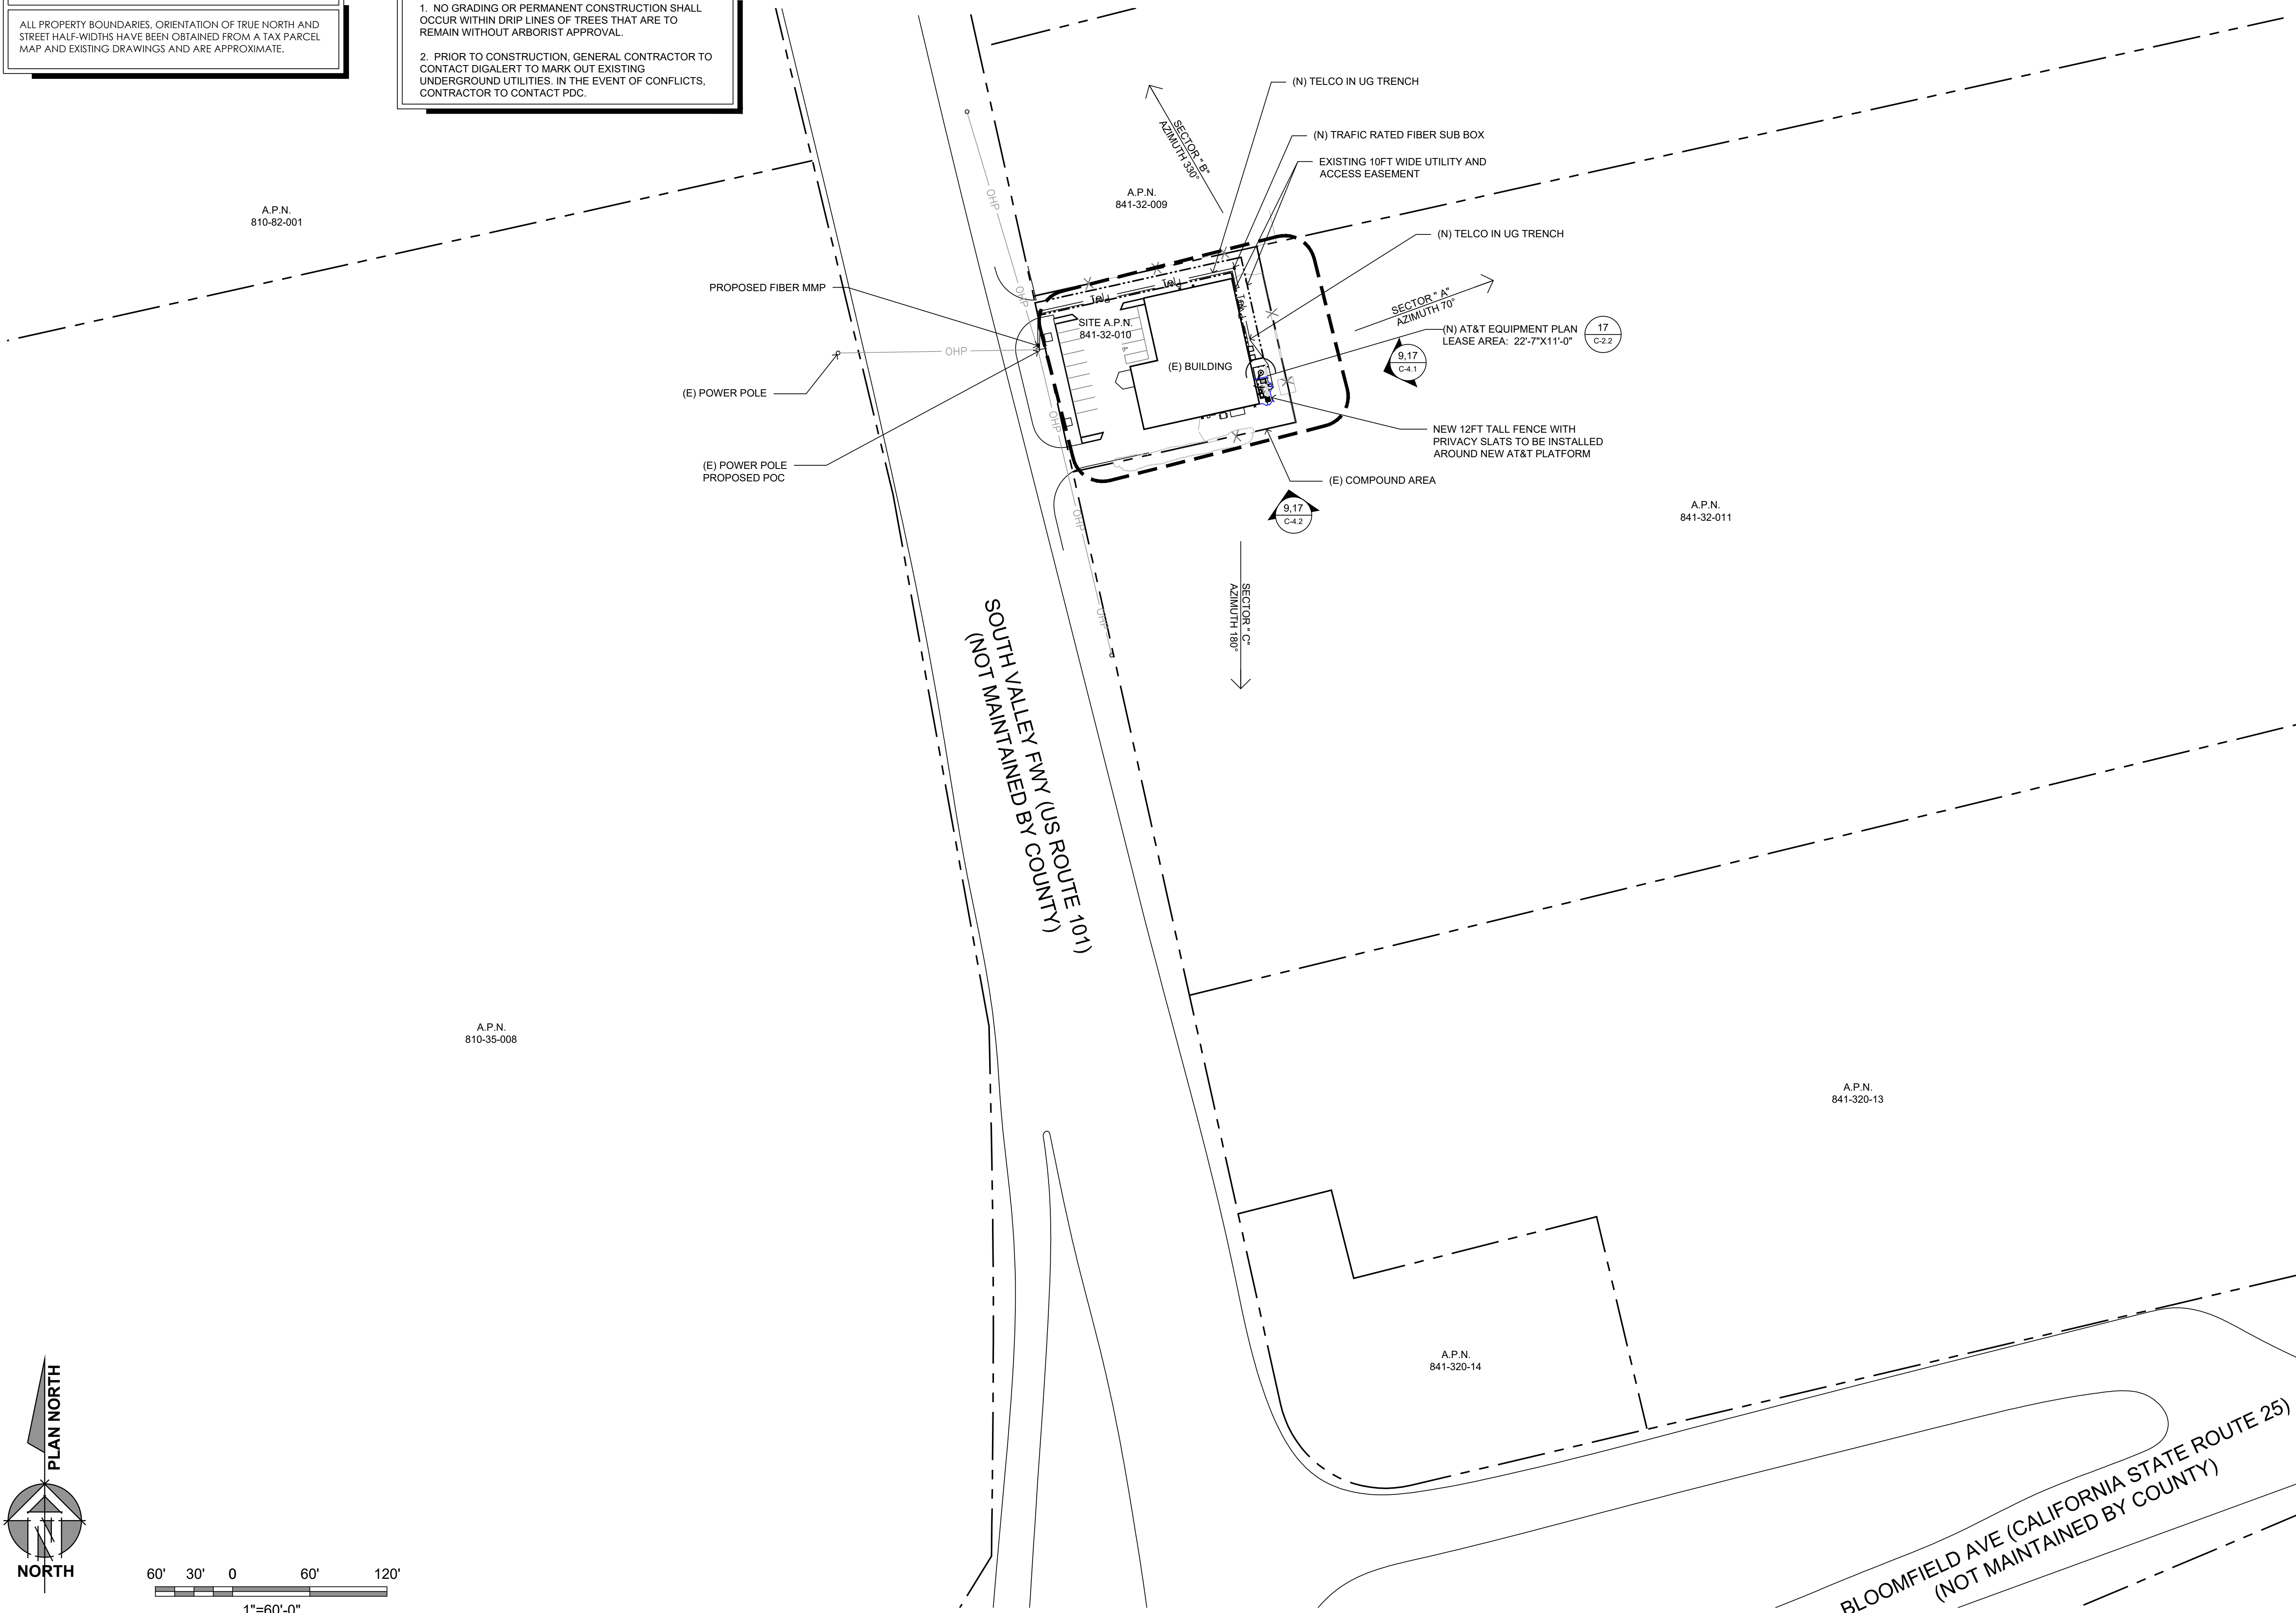 ALL PROPERTY BOUNDARIES, ORIENTATION OF TRUE NORTH AND
STREET HALF-WIDTHS HAVE BEEN OBTAINED FROM A TAX PARCEL
MAP AND EXISTING DRAWINGS AND ARE APPROXIMATE.
1. NO GRADING OR PERMANENT CONSTRUCTION SHALL
OCCUR WITHIN DRIP LINES OF TREES THAT ARE TO
REMAIN WITHOUT ARBORIST APPROVAL.
2. PRIOR TO CONSTRUCTION, GENERAL CONTRACTOR TO
CONTACT DIGALERT TO MARK OUT EXISTING
UNDERGROUND UTILITIES. IN THE EVENT OF CONFLICTS,
CONTRACTOR TO CONTACT PDC.
(N) TELCO IN UG TRENCH
(N) TRAFIC RATED FIBER SUB BOX
EXISTING 10FT WIDE UTILITY AND
ACCESS EASEMENT
SECTOR " B"
AZIMUTH 330°
A.P.N.
841-32-009
A.P.N.
810-82-001
OHP
(N) TELCO IN UG TRENCH
PROPOSED FIBER MMP
OHP
SECTOR " A"
AZIMUTH 70°
SITE A.P.N.
841-32-010
(N) AT&T EQUIPMENT PLAN
LEASE AREA: 22'-7"X11'-0"
17
C-2.2
OHP
9,17
C-4.1
(E) BUILDING
(E) POWER POLE
OHP
NEW 12FT TALL FENCE WITH
PRIVACY SLATS TO BE INSTALLED
AROUND NEW AT&T PLATFORM
(E) POWER POLE
PROPOSED POC
(E) COMPOUND AREA
9,17
C-4.2
OHP
A.P.N.
841-32-011
SECTOR " C"
AZIMUTH 180°
OHP
SOUTH VALLEY FWY (US ROUTE 101)
(NOT MAINTAINED BY COUNTY)
A.P.N.
810-35-008
A.P.N.
841-320-13
A.P.N.
841-320-14
PLAN NORTH
N
NORTH
60' 30' 0 60' 120'
1"=60'-0"
BLOOMFIELD AVE (CALIFORNIA STATE ROUTE 25)
(NOT MAINTAINED BY COUNTY)